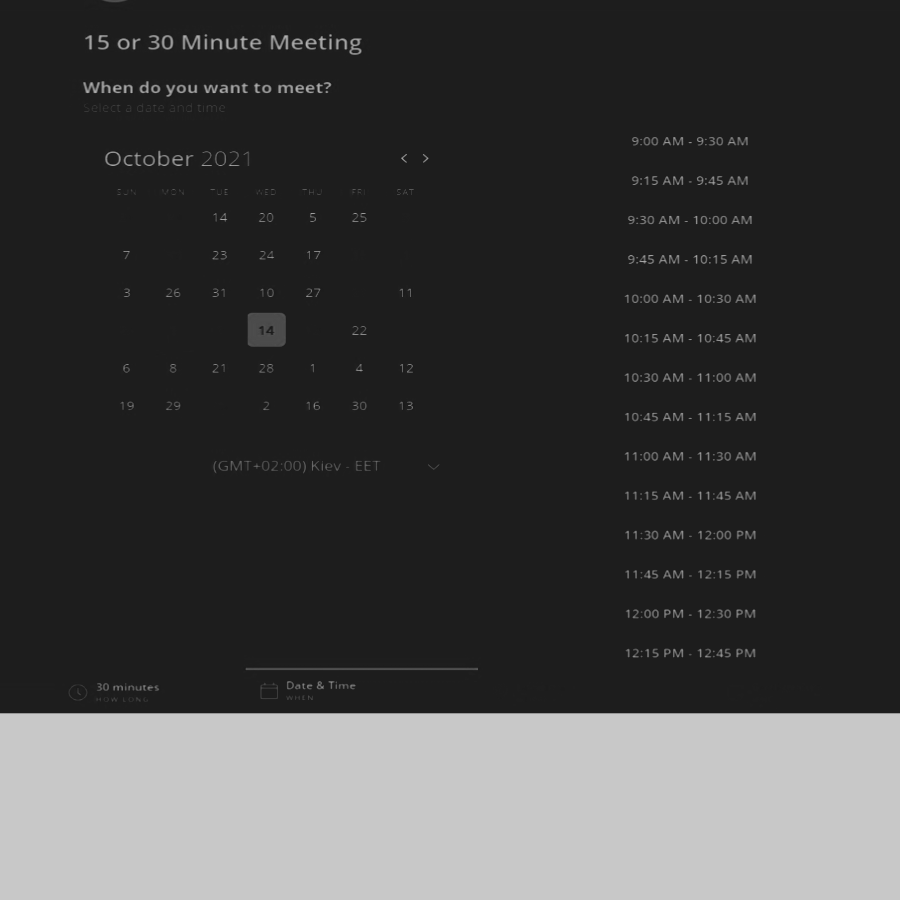 15 or 30 Minute Meeting
When do you want to meet?
Select a date and time
October 2021
SUN MON TUE WED THU FRI SAT
14 20 5 25
7 23 24 17
3 26 31 10 27 11
14 22
6 8 21 28 1 4 12
19 29 2 16 30 13
(GMT+02:00) Kiev - EET
9:00 AM - 9:30 AM
9:15 AM - 9:45 AM
9:30 AM - 10:00 AM
9:45 AM - 10:15 AM
10:00 AM - 10:30 AM
10:15 AM - 10:45 AM
10:30 AM - 11:00 AM
10:45 AM - 11:15 AM
11:00 AM - 11:30 AM
11:15 AM - 11:45 AM
11:30 AM - 12:00 PM
11:45 AM - 12:15 PM
12:00 PM - 12:30 PM
12:15 PM - 12:45 PM
30 minutes
HOW LONG
Date & Time
WHEN